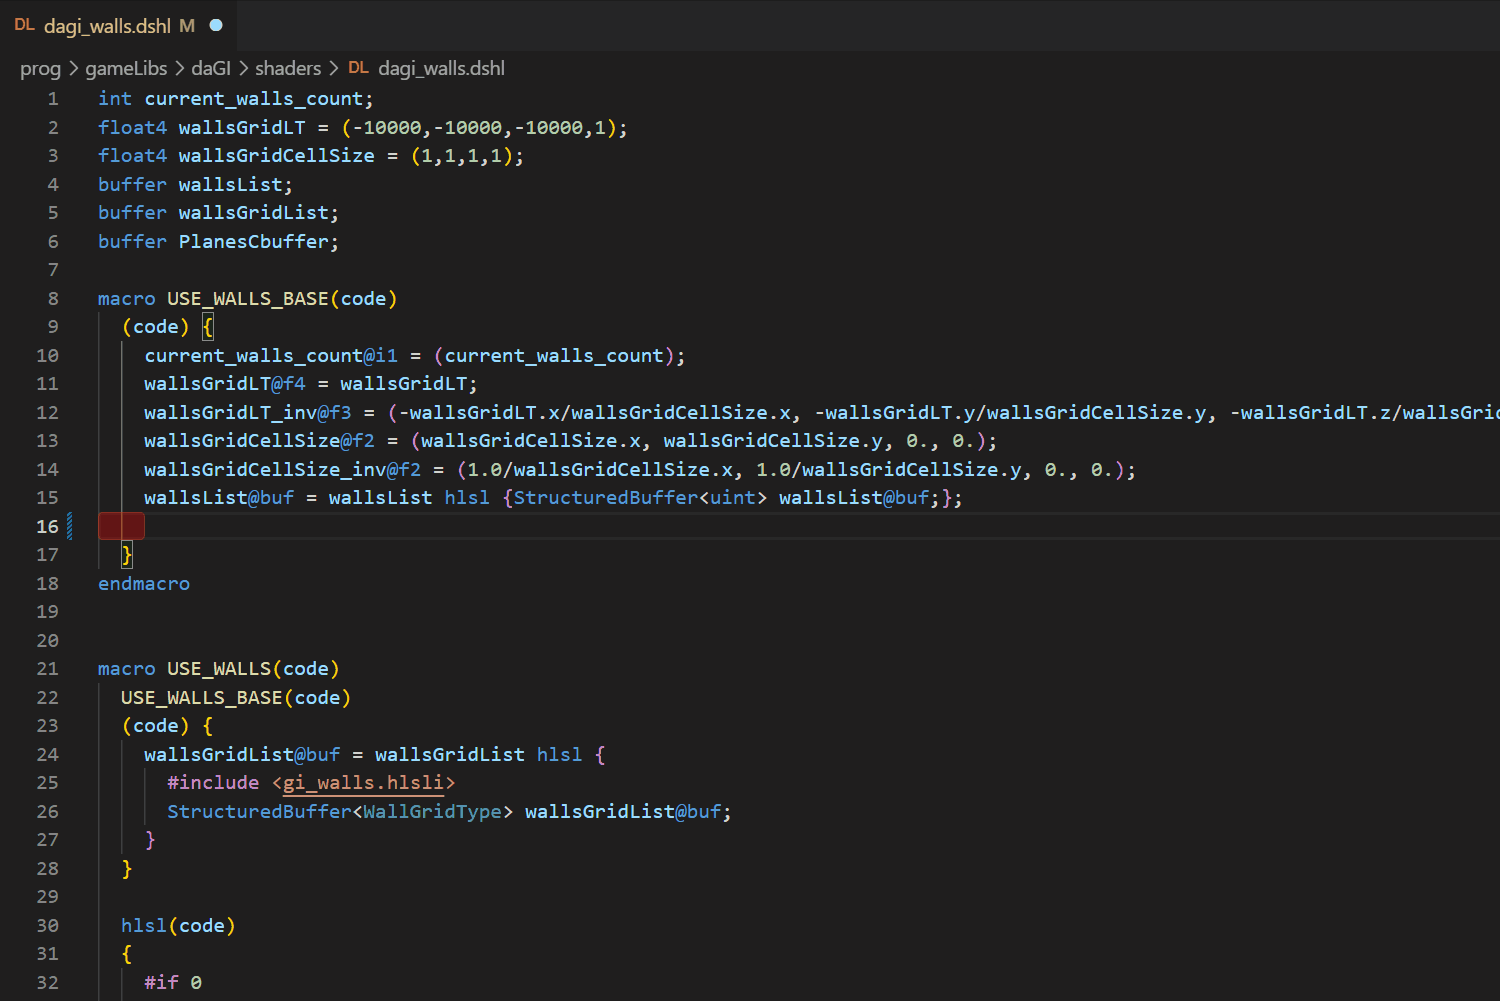 DL dagi_walls.dshl M
prog > gameLibs > daGI > shaders > DL dagi_walls.dshl
1 int current_walls_count;
2 float4 wallsGridLT = (-10000,-10000,-10000,1);
3 float4 wallsGridCellSize = (1,1,1,1);
4 buffer wallsList;
5 buffer wallsGridList;
6 buffer PlanesCbuffer;
7
8 macro USE_WALLS_BASE(code)
9 (code) {
10 current_walls_count@i1 = (current_walls_count);
11 wallsGridLT@f4 = wallsGridLT;
12 wallsGridLT_inv@f3 = (-wallsGridLT.x/wallsGridCellSize.x, -wallsGridLT.y/wallsGridCellSize.y, -wallsGridLT.z/wallsGrid
13 wallsGridCellSize@f2 = (wallsGridCellSize.x, wallsGridCellSize.y, 0., 0.);
14 wallsGridCellSize_inv@f2 = (1.0/wallsGridCellSize.x, 1.0/wallsGridCellSize.y, 0., 0.);
15 wallsList@buf = wallsList hlsl {StructuredBuffer<uint> wallsList@buf;};
16
17 }
18 endmacro
19
20
21 macro USE_WALLS(code)
22 USE_WALLS_BASE(code)
23 (code) {
24 wallsGridList@buf = wallsGridList hlsl {
25 #include <gi_walls.hlsli>
26 StructuredBuffer<WallGridType> wallsGridList@buf;
27 }
28 }
29
30 hlsl(code)
31 {
32 #if 0